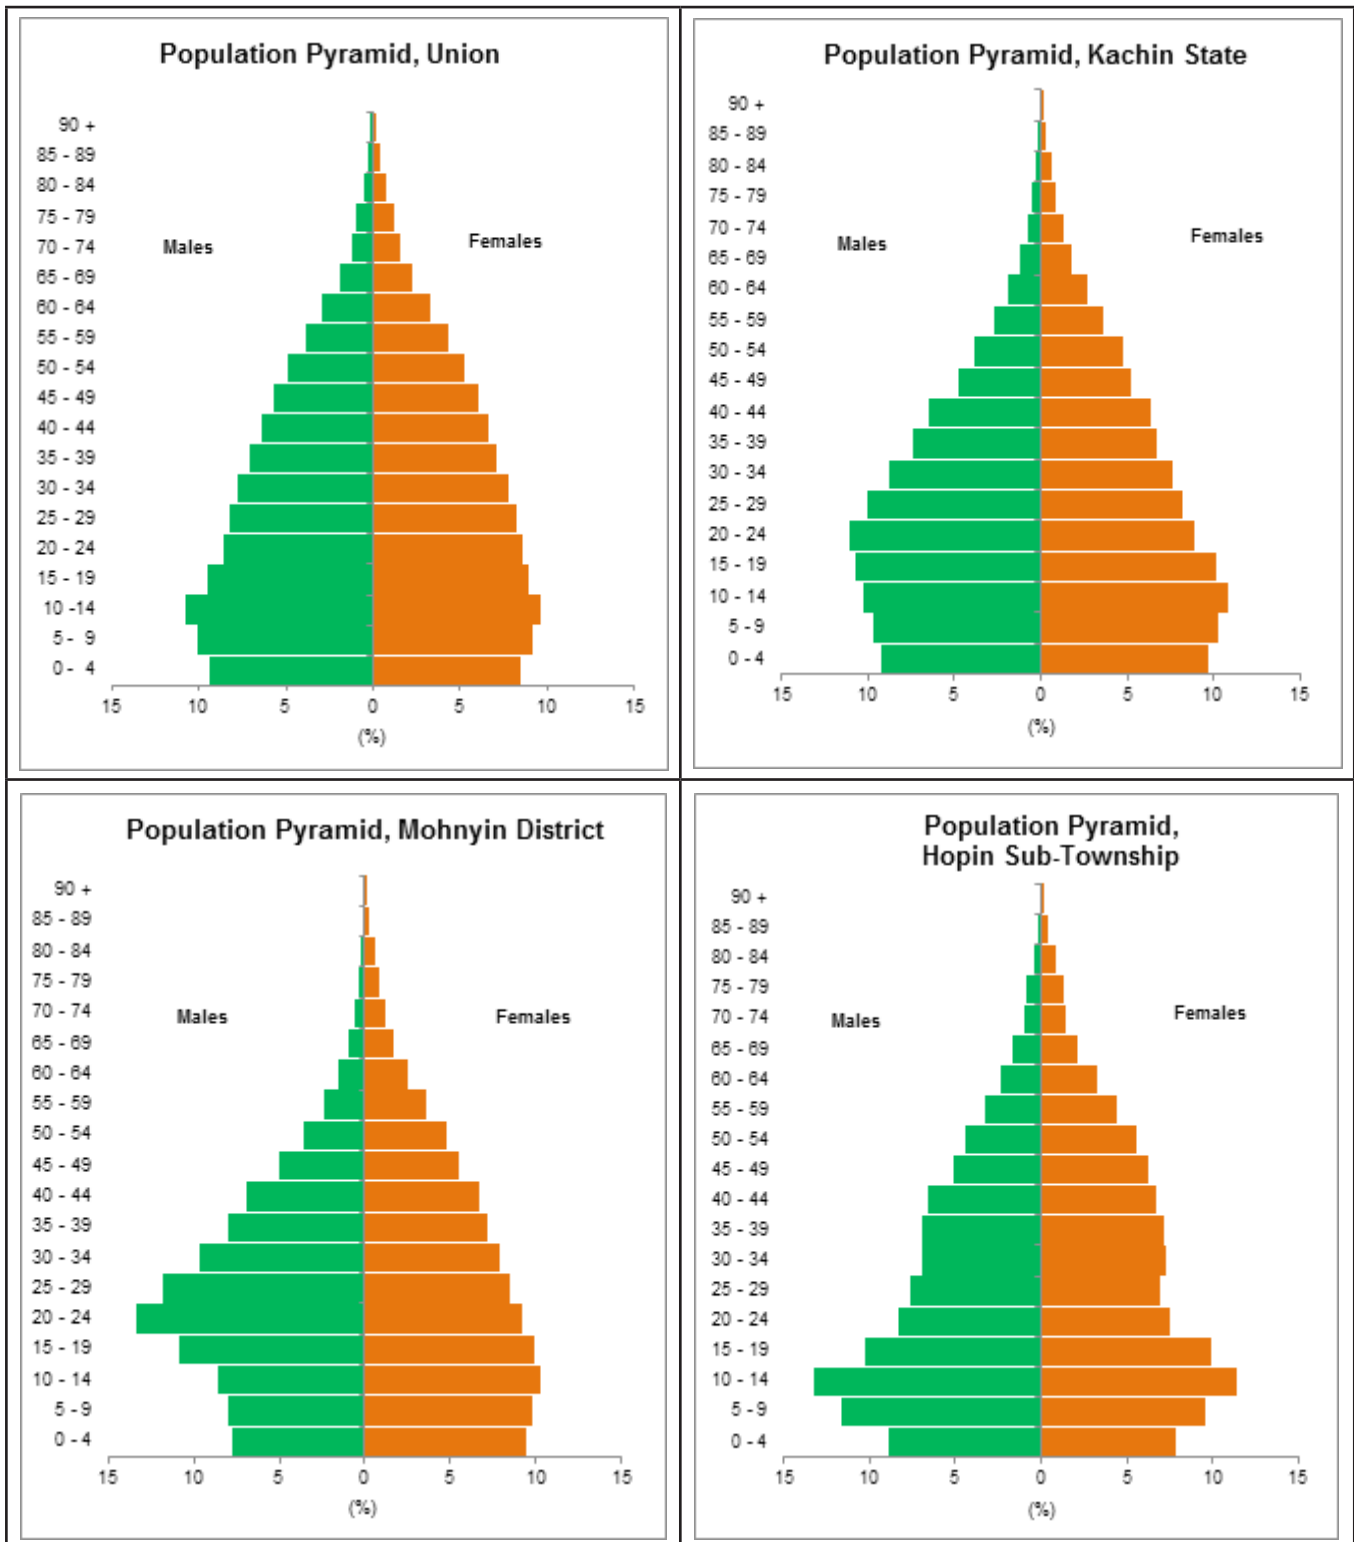 Population Pyramid, Union
90 +
85 - 89
80 - 84
75 - 79
70 - 74
65 - 69
60 - 64
55 - 59
50 - 54
45 - 49
40 - 44
35 - 39
30 - 34
25 - 29
20 - 24
15 - 19
10 -14
5 - 9
0 - 4
Males
Females
15 10 5 0 5 10 15
(%)
Population Pyramid, Kachin State
90 +
85 - 89
80 - 84
75 - 79
70 - 74
65 - 69
60 - 64
55 - 59
50 - 54
45 - 49
40 - 44
35 - 39
30 - 34
25 - 29
20 - 24
15 - 19
10 - 14
5 - 9
0 - 4
Males
Females
15 10 5 0 5 10 15
(%)
Population Pyramid, Mohnyin District
90 +
85 - 89
80 - 84
75 - 79
70 - 74
65 - 69
60 - 64
55 - 59
50 - 54
45 - 49
40 - 44
35 - 39
30 - 34
25 - 29
20 - 24
15 - 19
10 - 14
5 - 9
0 - 4
Males
Females
15 10 5 0 5 10 15
(%)
Population Pyramid,
Hopin Sub-Township
90 +
85 - 89
80 - 84
75 - 79
70 - 74
65 - 69
60 - 64
55 - 59
50 - 54
45 - 49
40 - 44
35 - 39
30 - 34
25 - 29
20 - 24
15 - 19
10 - 14
5 - 9
0 - 4
Males
Females
15 10 5 0 5 10 15
(%)